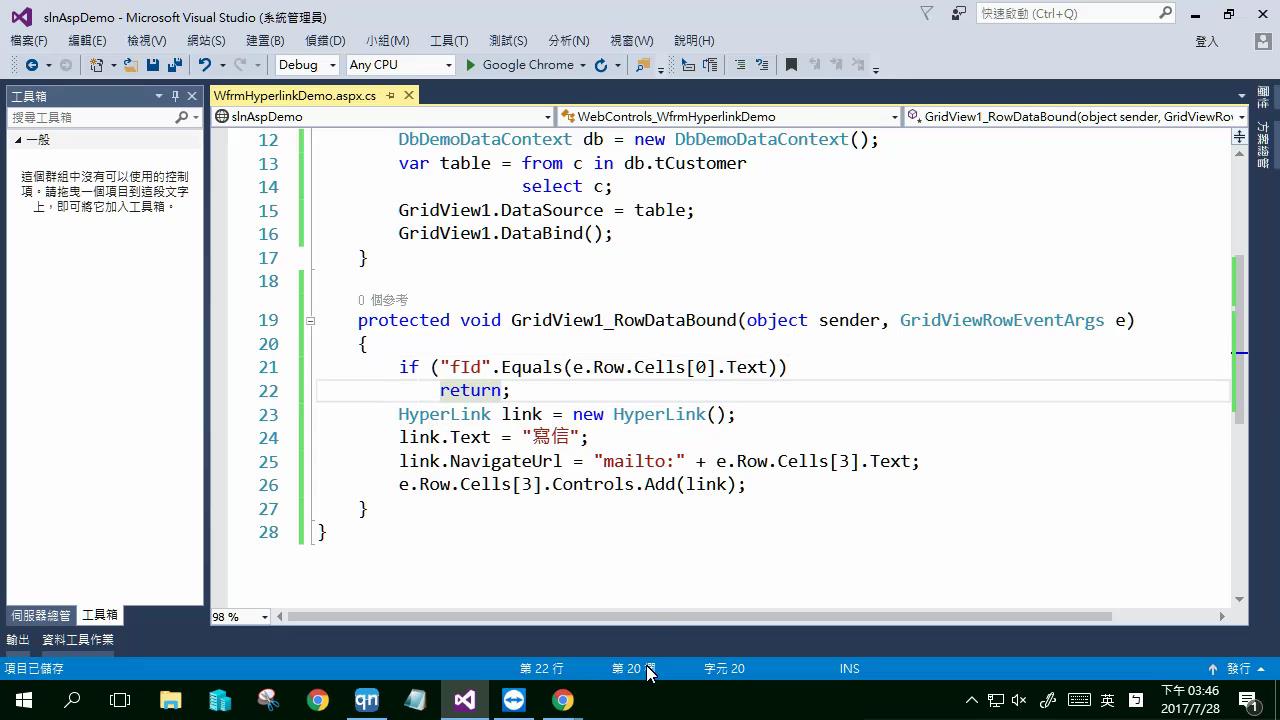 slnAspDemo - Microsoft Visual Studio (系統管理員)
快速啟動 (Ctrl+Q)
檔案(F) 編輯(E) 檢視(V) 網站(S) 建置(B) 偵錯(D) 小組(M) 工具(T) 測試(S) 分析(N) 視窗(W) 說明(H) 登入
Debug Any CPU Google Chrome
工具箱 WfrmHyperlinkDemo.aspx.cs 屬性
搜尋工具箱 slnAspDemo WebControls_WfrmHyperlinkDemo GridView1_RowDataBound(object sender, GridViewRow 方案總管
一般
這個群組中沒有可以使用的控制
項。請拖曳一個項目到這段文字
上，即可將它加入工具箱。
12 DbDemoDataContext db = new DbDemoDataContext();
13 var table = from c in db.tCustomer
14 select c;
15 GridView1.DataSource = table;
16 GridView1.DataBind();
17 }
18
0 個參考
19 protected void GridView1_RowDataBound(object sender, GridViewRowEventArgs e)
20 {
21 if ("fId".Equals(e.Row.Cells[0].Text))
22 return;
23 HyperLink link = new HyperLink();
24 link.Text = "寫信";
25 link.NavigateUrl = "mailto:" + e.Row.Cells[3].Text;
26 e.Row.Cells[3].Controls.Add(link);
27 }
28 }
伺服器總管 工具箱 98 %
輸出 資料工具作業
項目已儲存 第 22 行 第 20 字元 20 INS 發行
qn 英 下午 03:46
2017/7/28 1